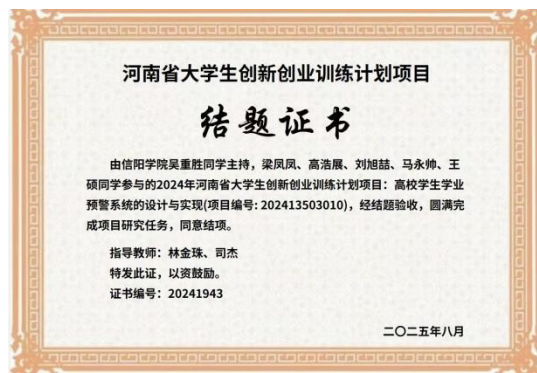 河南省大学生创新创业训练计划项目
结题证书
由信阳学院吴重胜同学主持，梁凤凤、高浩展、刘旭喆、马永帅、王
硕同学参与的2024年河南省大学生创新创业训练计划项目：高校学生学业
预警系统的设计与实现(项目编号: 202413503010)，经结题验收，圆满完
成项目研究任务，同意结项。
指导教师：林金珠、司杰
特发此证，以资鼓励。
证书编号：20241943
二〇二五年八月